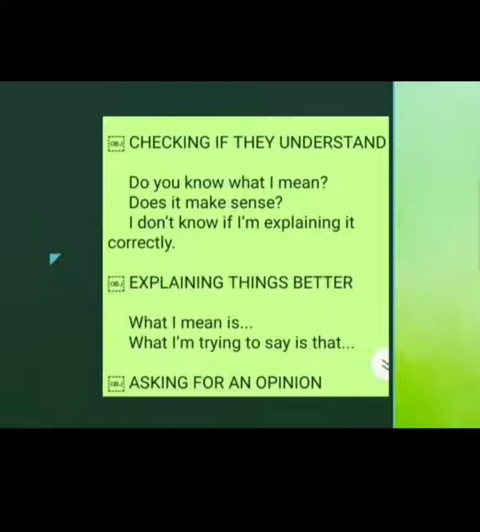 CHECKING IF THEY UNDERSTAND
Do you know what I mean?
Does it make sense?
I don't know if I'm explaining it
correctly.
EXPLAINING THINGS BETTER
What I mean is...
What I'm trying to say is that...
ASKING FOR AN OPINION